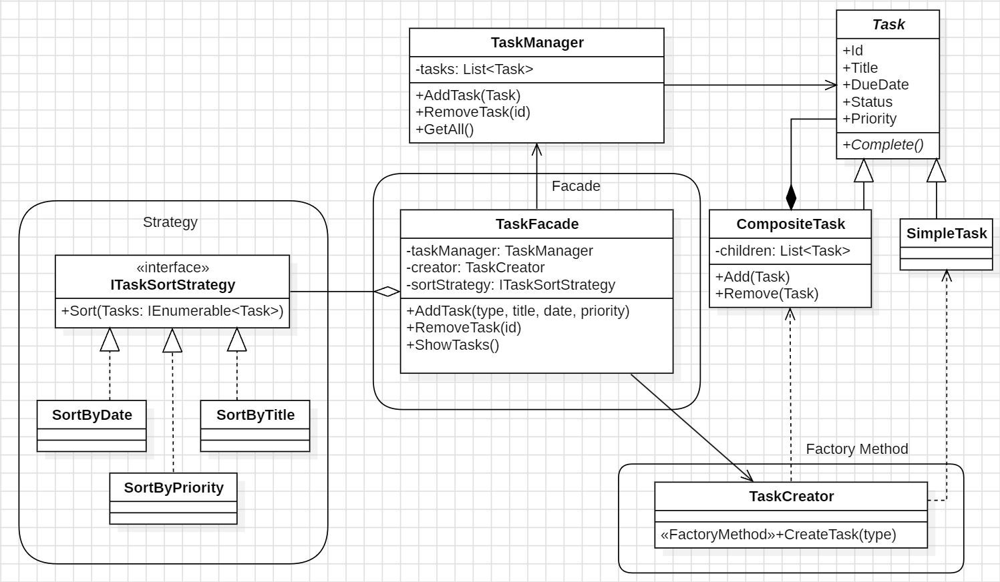 TaskManager
-tasks: List<Task>
+AddTask(Task)
+RemoveTask(id)
+GetAll()
Task
+Id
+Title
+DueDate
+Status
+Priority
+Complete()
Facade
TaskFacade
-taskManager: TaskManager
-creator: TaskCreator
-sortStrategy: ITaskSortStrategy
+AddTask(type, title, date, priority)
+RemoveTask(id)
+ShowTasks()
CompositeTask
-children: List<Task>
+Add(Task)
+Remove(Task)
SimpleTask
Strategy
«interface»
ITaskSortStrategy
+Sort(Tasks: IEnumerable<Task>)
SortByDate
SortByTitle
SortByPriority
Factory Method
TaskCreator
«FactoryMethod»+CreateTask(type)